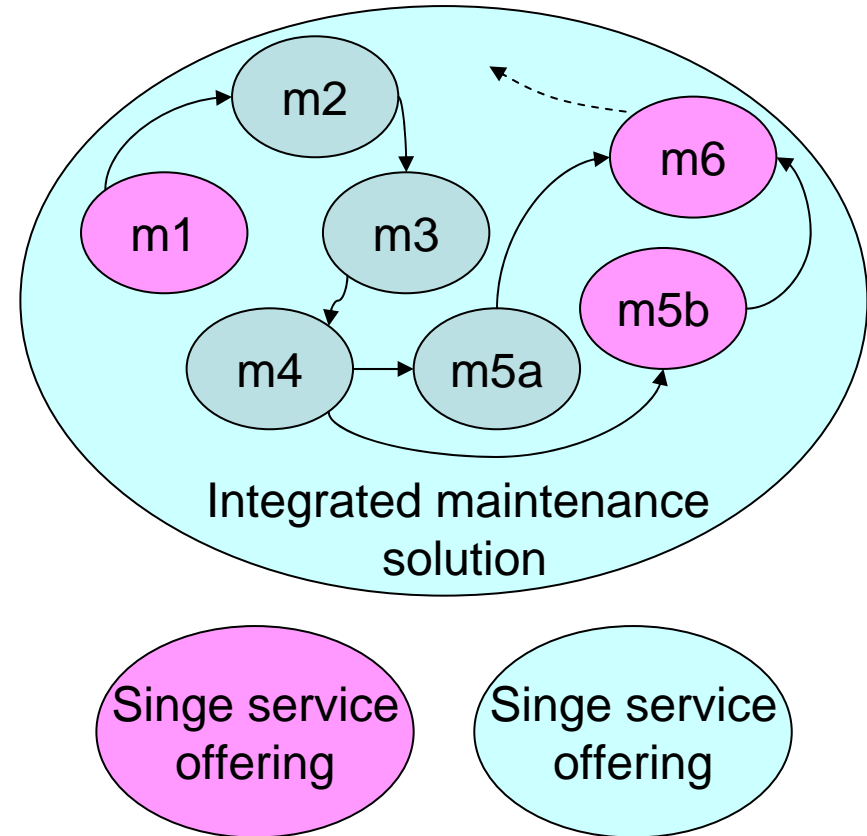 m2
m6
m1
m3
m5b
m4
m5a
Integrated maintenance
solution
Singe service
offering
Singe service
offering